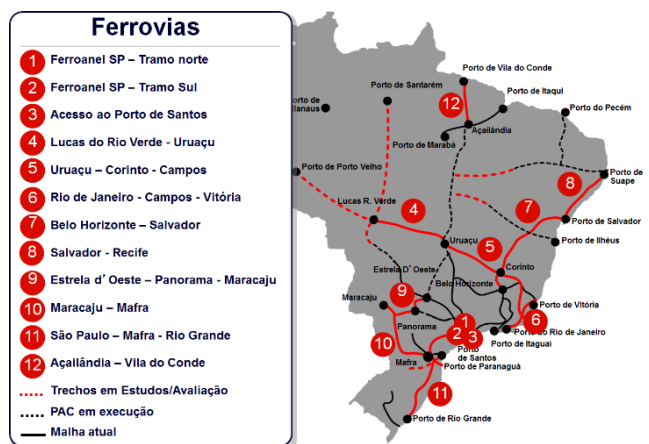 Ferrovias
1 Ferroanel SP – Tramo norte
2 Ferroanel SP – Tramo Sul
3 Acesso ao Porto de Santos
4 Lucas do Rio Verde - Uruaçu
5 Uruaçu – Corinto - Campos
6 Rio de Janeiro - Campos - Vitória
7 Belo Horizonte – Salvador
8 Salvador - Recife
9 Estrela d´ Oeste – Panorama - Maracaju
10 Maracaju – Mafra
11 São Paulo – Mafra - Rio Grande
12 Açailândia – Vila do Conde
Trechos em Estudos/Avaliação
PAC em execução
Malha atual
Porto de Vila do Conde
Porto de Santarém
Porto de Itaqui
12
Porto de
Manaus
Porto do Pecém
Açailândia
Porto de Marabá
Porto de Porto Velho
8
Porto de
Suape
Lucas R. Verde
4
7
Porto de Salvador
Uruaçu
5
Porto de Ilhéus
Estrela D´ Oeste
Corinto
Belo Horizonte
9
Maracaju
Porto de Vitória
6
Panorama
1
2
3
Porto do Rio de Janeiro
Porto de Itaguaí
10
Porto
de Santos
Mafra
Porto de Paranaguá
11
Porto de Rio Grande